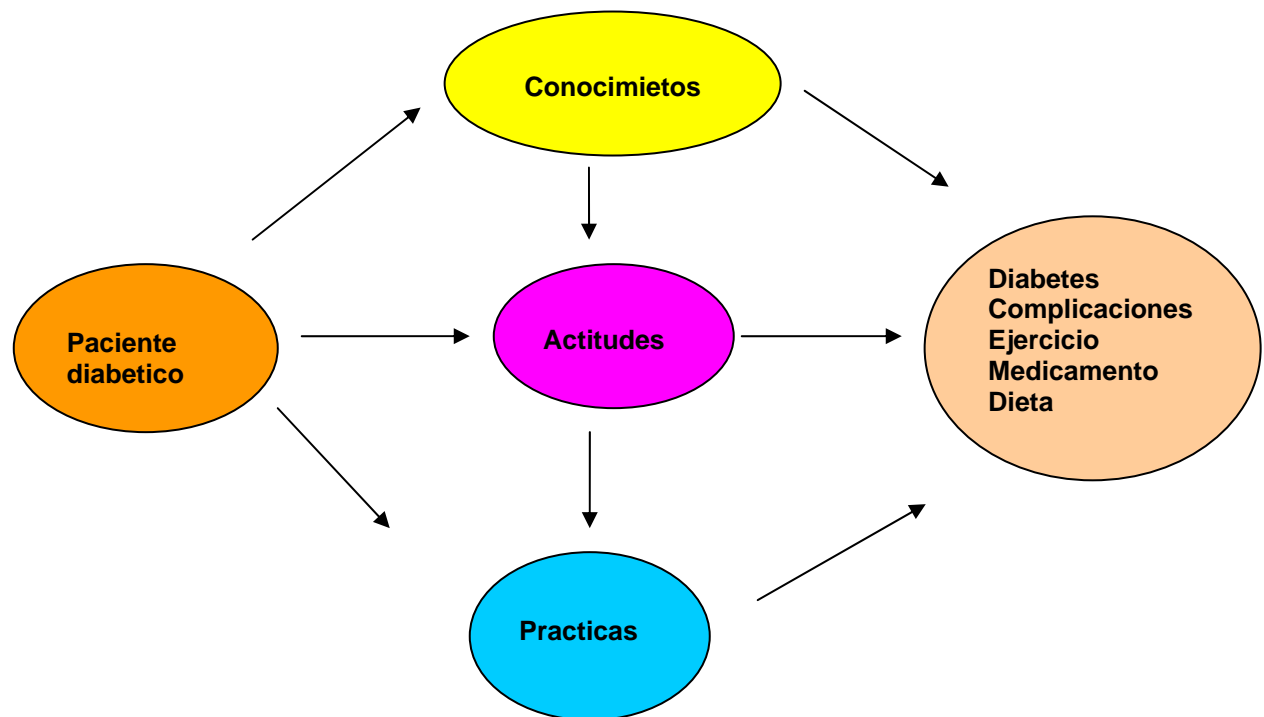 Conocimietos
Paciente
diabetico
Actitudes
Diabetes
Complicaciones
Ejercicio
Medicamento
Dieta
Practicas